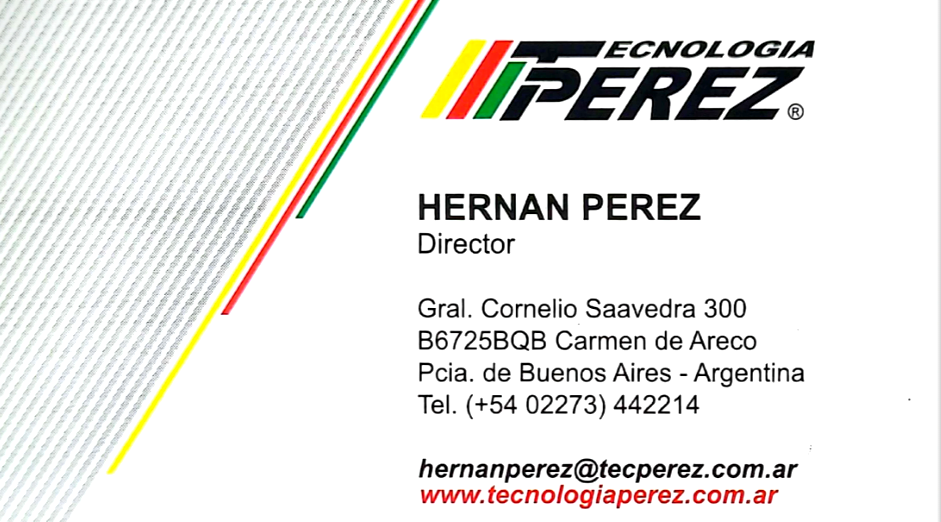 TECNOLOGIA
PEREZ®
HERNAN PEREZ
Director
Gral. Cornelio Saavedra 300
B6725BQB Carmen de Areco
Pcia. de Buenos Aires - Argentina
Tel. (+54 02273) 442214
hernanperez@tecperez.com.ar
www.tecnologiaperez.com.ar